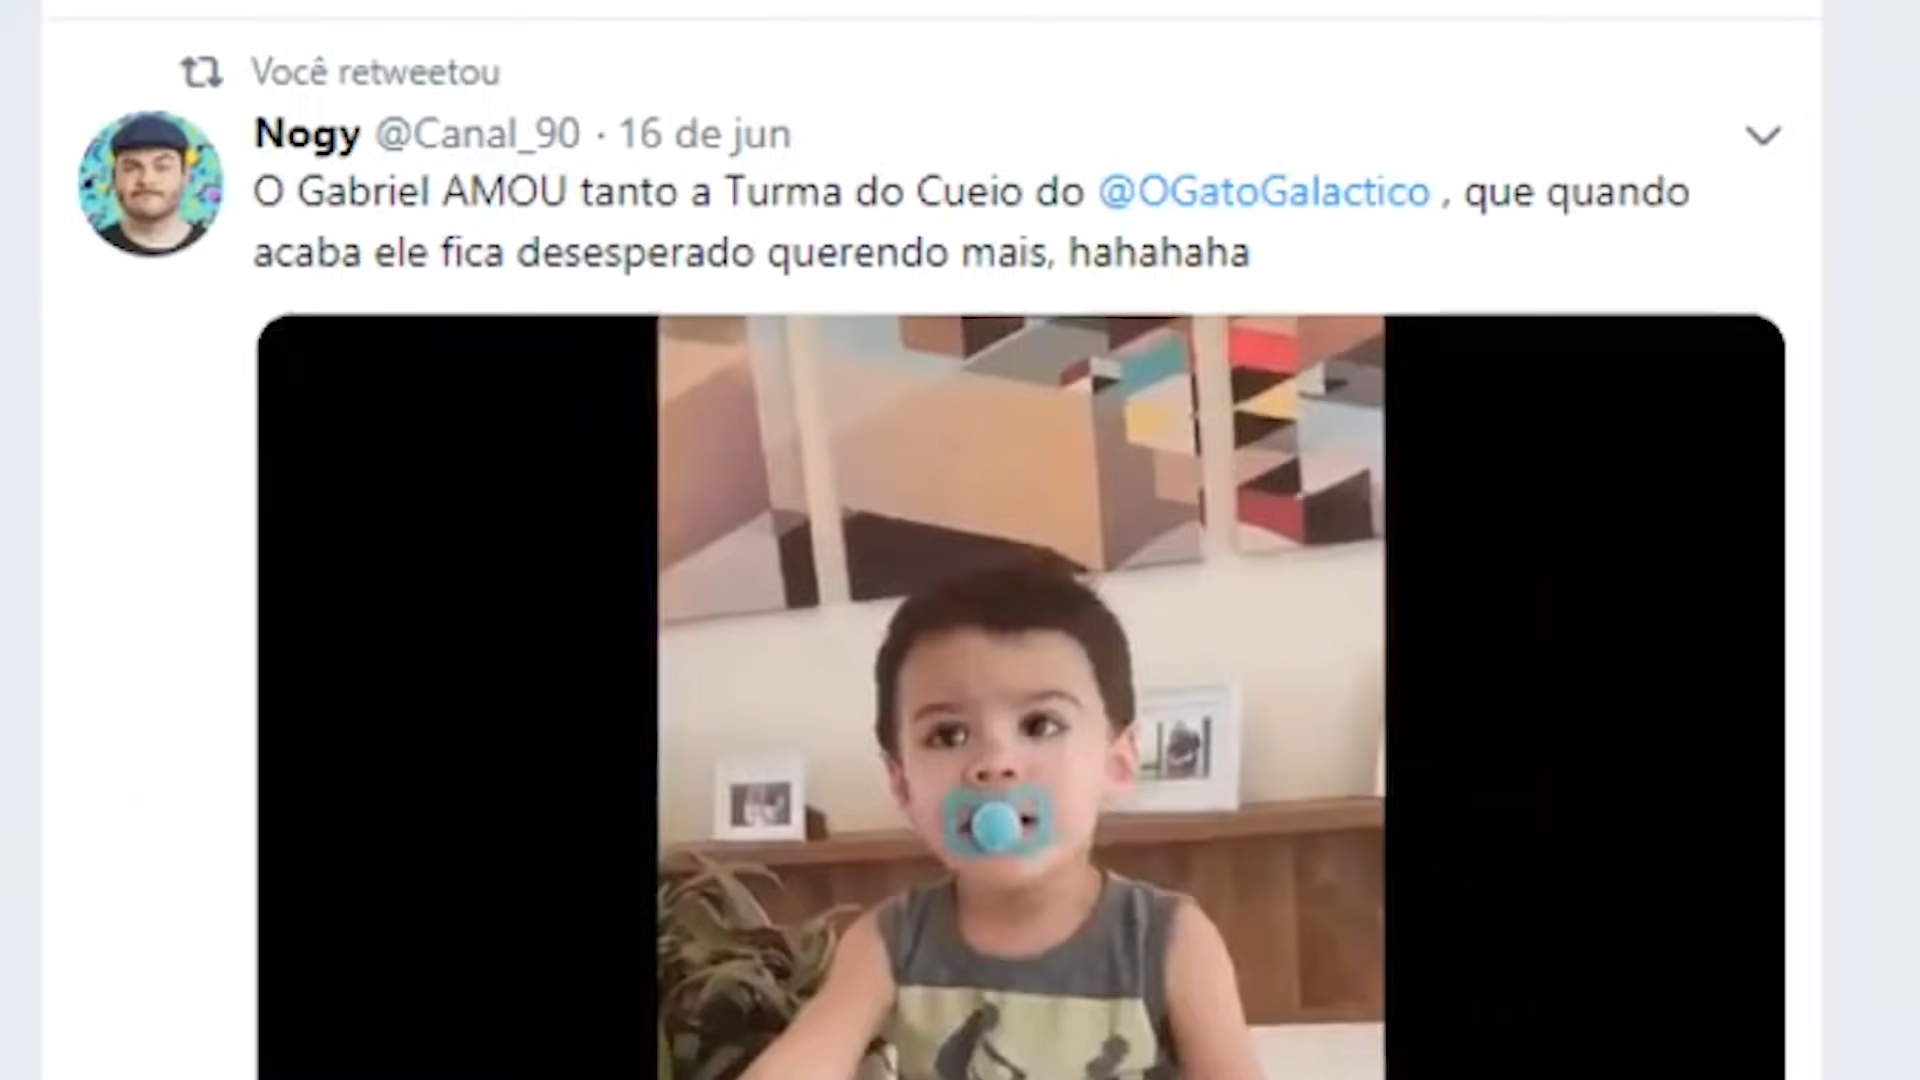 Você retweetou
Nogy @Canal_90 · 16 de jun
O Gabriel AMOU tanto a Turma do Cueio do @OGatoGalactico , que quando
acaba ele fica desesperado querendo mais, hahahaha